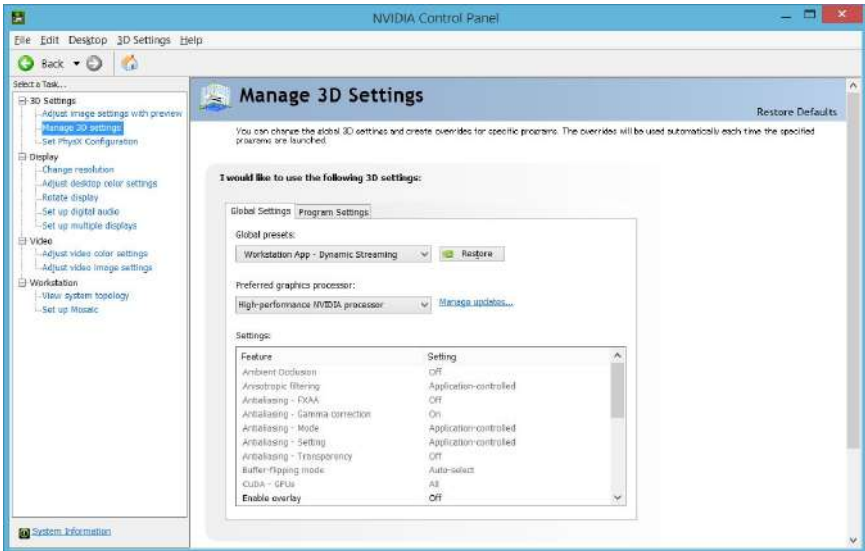 NVIDIA Control Panel
File Edit Desktop 3D Settings Help
Back
Select a Task...
3D Settings
Adjust image settings with preview
Manage 3D settings
Set PhysX Configuration
Display
Change resolution
Adjust desktop color settings
Rotate display
Set up digital audio
Set up multiple displays
Video
Adjust video color settings
Adjust video image settings
Workstation
View system topology
Set up Mosaic
System Information
Manage 3D Settings
Restore Defaults
You can change the global 3D settings and create overrides for specific programs. The overrides will be used automatically each time the specified
programs are launched.
I would like to use the following 3D settings:
Global Settings Program Settings
Global presets:
Workstation App - Dynamic Streaming Restore
Preferred graphics processor:
High-performance NVIDIA processor Manage updates...
Settings:
Feature Setting
Ambient Occlusion Off
Anisotropic filtering Application-controlled
Antialiasing - FXAA Off
Antialiasing - Gamma correction On
Antialiasing - Mode Application-controlled
Antialiasing - Setting Application-controlled
Antialiasing - Transparency Off
Buffer-flipping mode Auto-select
CUDA - GPUs All
Enable overlay Off